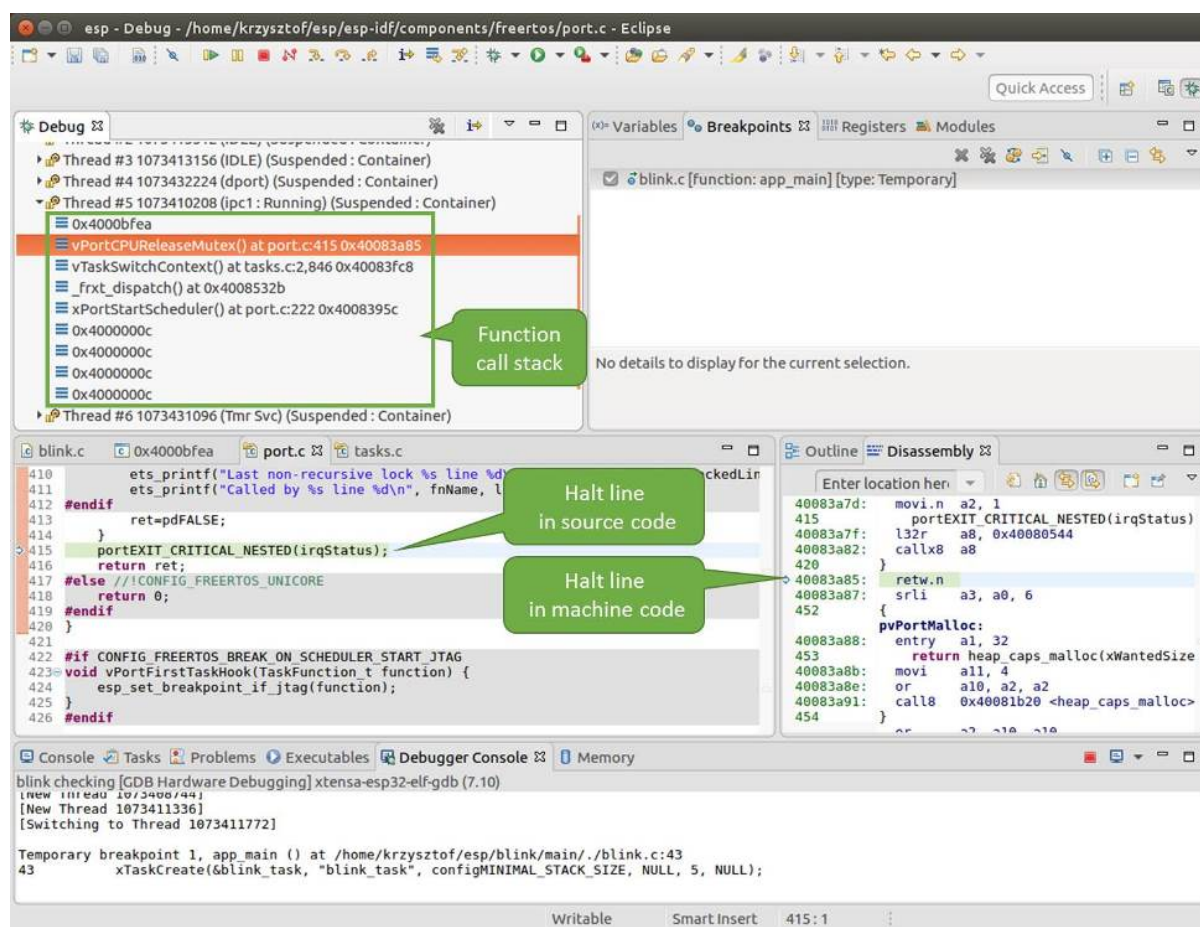 esp - Debug - /home/krzysztof/esp/esp-idf/components/freertos/port.c - Eclipse
Quick Access
Debug
Thread #3 1073413156 (IDLE) (Suspended : Container)
Thread #4 1073432224 (dport) (Suspended : Container)
Thread #5 1073410208 (ipc1 : Running) (Suspended : Container)
0x4000bfea
vPortCPUReleaseMutex() at port.c:415 0x40083a85
vTaskSwitchContext() at tasks.c:2,846 0x40083fc8
_frxt_dispatch() at 0x4008532b
xPortStartScheduler() at port.c:222 0x4008395c
0x4000000c
0x4000000c
0x4000000c
0x4000000c
Thread #6 1073431096 (Tmr Svc) (Suspended : Container)
Function
call stack
(x)= Variables Breakpoints Registers Modules
blink.c [function: app_main] [type: Temporary]
No details to display for the current selection.
blink.c 0x4000bfea port.c tasks.c
410 ets_printf("Last non-recursive lock %s line %d
411 ets_printf("Called by %s line %d\n", fnName, l
412 #endif
413 ret=pdFALSE;
414 }
415 portEXIT_CRITICAL_NESTED(irqStatus);
416 return ret;
417 #else //!CONFIG_FREERTOS_UNICORE
418 return 0;
419 #endif
420 }
421
422 #if CONFIG_FREERTOS_BREAK_ON_SCHEDULER_START_JTAG
423 void vPortFirstTaskHook(TaskFunction_t function) {
424 esp_set_breakpoint_if_jtag(function);
425 }
426 #endif
Halt line
in source code
Halt line
in machine code
Outline Disassembly
Enter location her
40083a7d: movi.n a2, 1
415 portEXIT_CRITICAL_NESTED(irqStatus)
40083a7f: l32r a8, 0x40080544
40083a82: callx8 a8
420 }
40083a85: retw.n
40083a87: srli a3, a0, 6
452 {
pvPortMalloc:
40083a88: entry a1, 32
453 return heap_caps_malloc(xWantedSize
40083a8b: movi a11, 4
40083a8e: or a10, a2, a2
40083a91: call8 0x40081b20 <heap_caps_malloc>
454 }
Console Tasks Problems Executables Debugger Console Memory
blink checking [GDB Hardware Debugging] xtensa-esp32-elf-gdb (7.10)
[New Thread 1073408744]
[New Thread 1073411336]
[Switching to Thread 1073411772]
Temporary breakpoint 1, app_main () at /home/krzysztof/esp/blink/main/./blink.c:43
43 xTaskCreate(&blink_task, "blink_task", configMINIMAL_STACK_SIZE, NULL, 5, NULL);
Writable Smart Insert 415 : 1